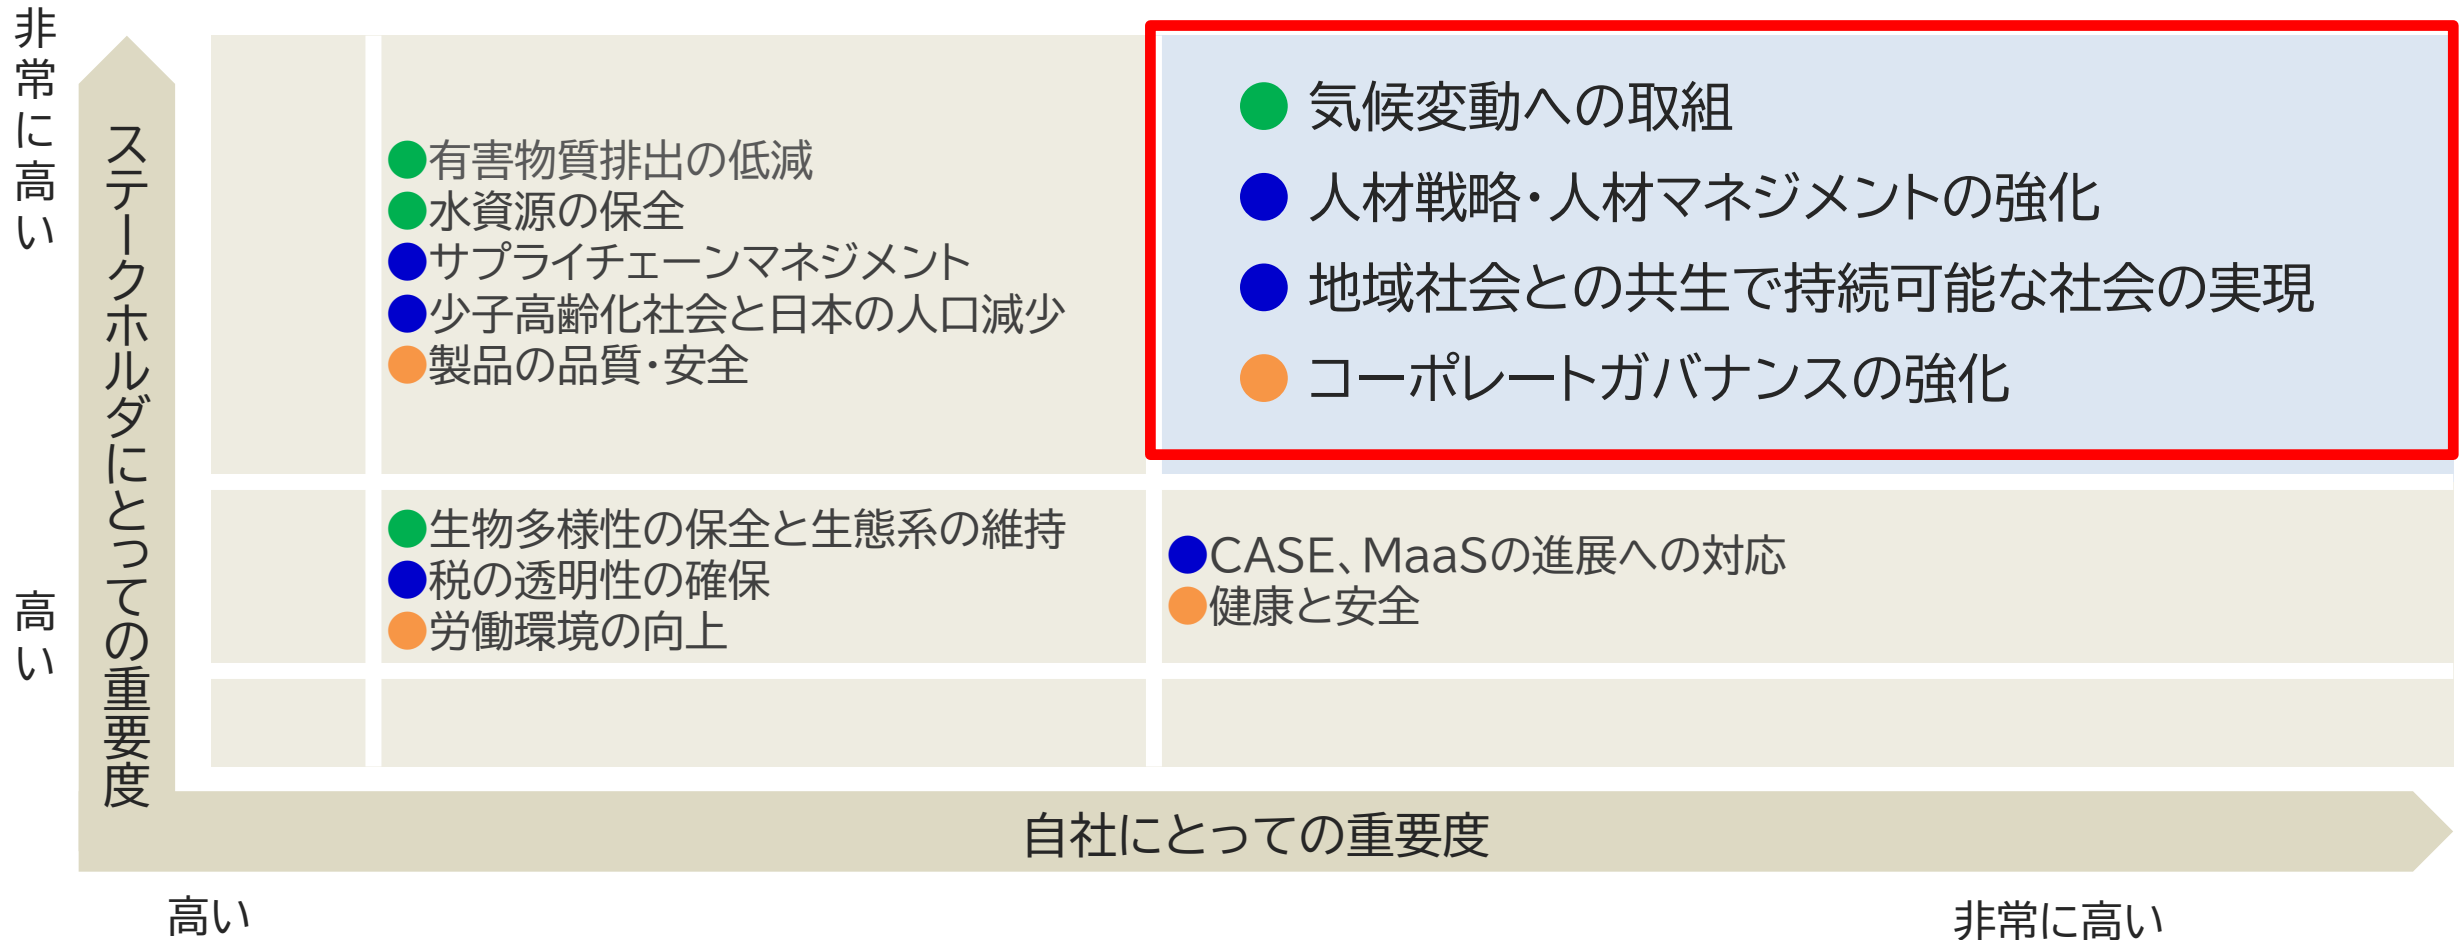 非常に高い
ステークホルダにとっての重要度
高い
●有害物質排出の低減
●水資源の保全
●サプライチェーンマネジメント
●少子高齢化社会と日本の人口減少
●製品の品質・安全
● 気候変動への取組
● 人材戦略・人材マネジメントの強化
● 地域社会との共生で持続可能な社会の実現
● コーポレートガバナンスの強化
●生物多様性の保全と生態系の維持
●税の透明性の確保
●労働環境の向上
●CASE、MaaSの進展への対応
●健康と安全
自社にとっての重要度
高い
非常に高い